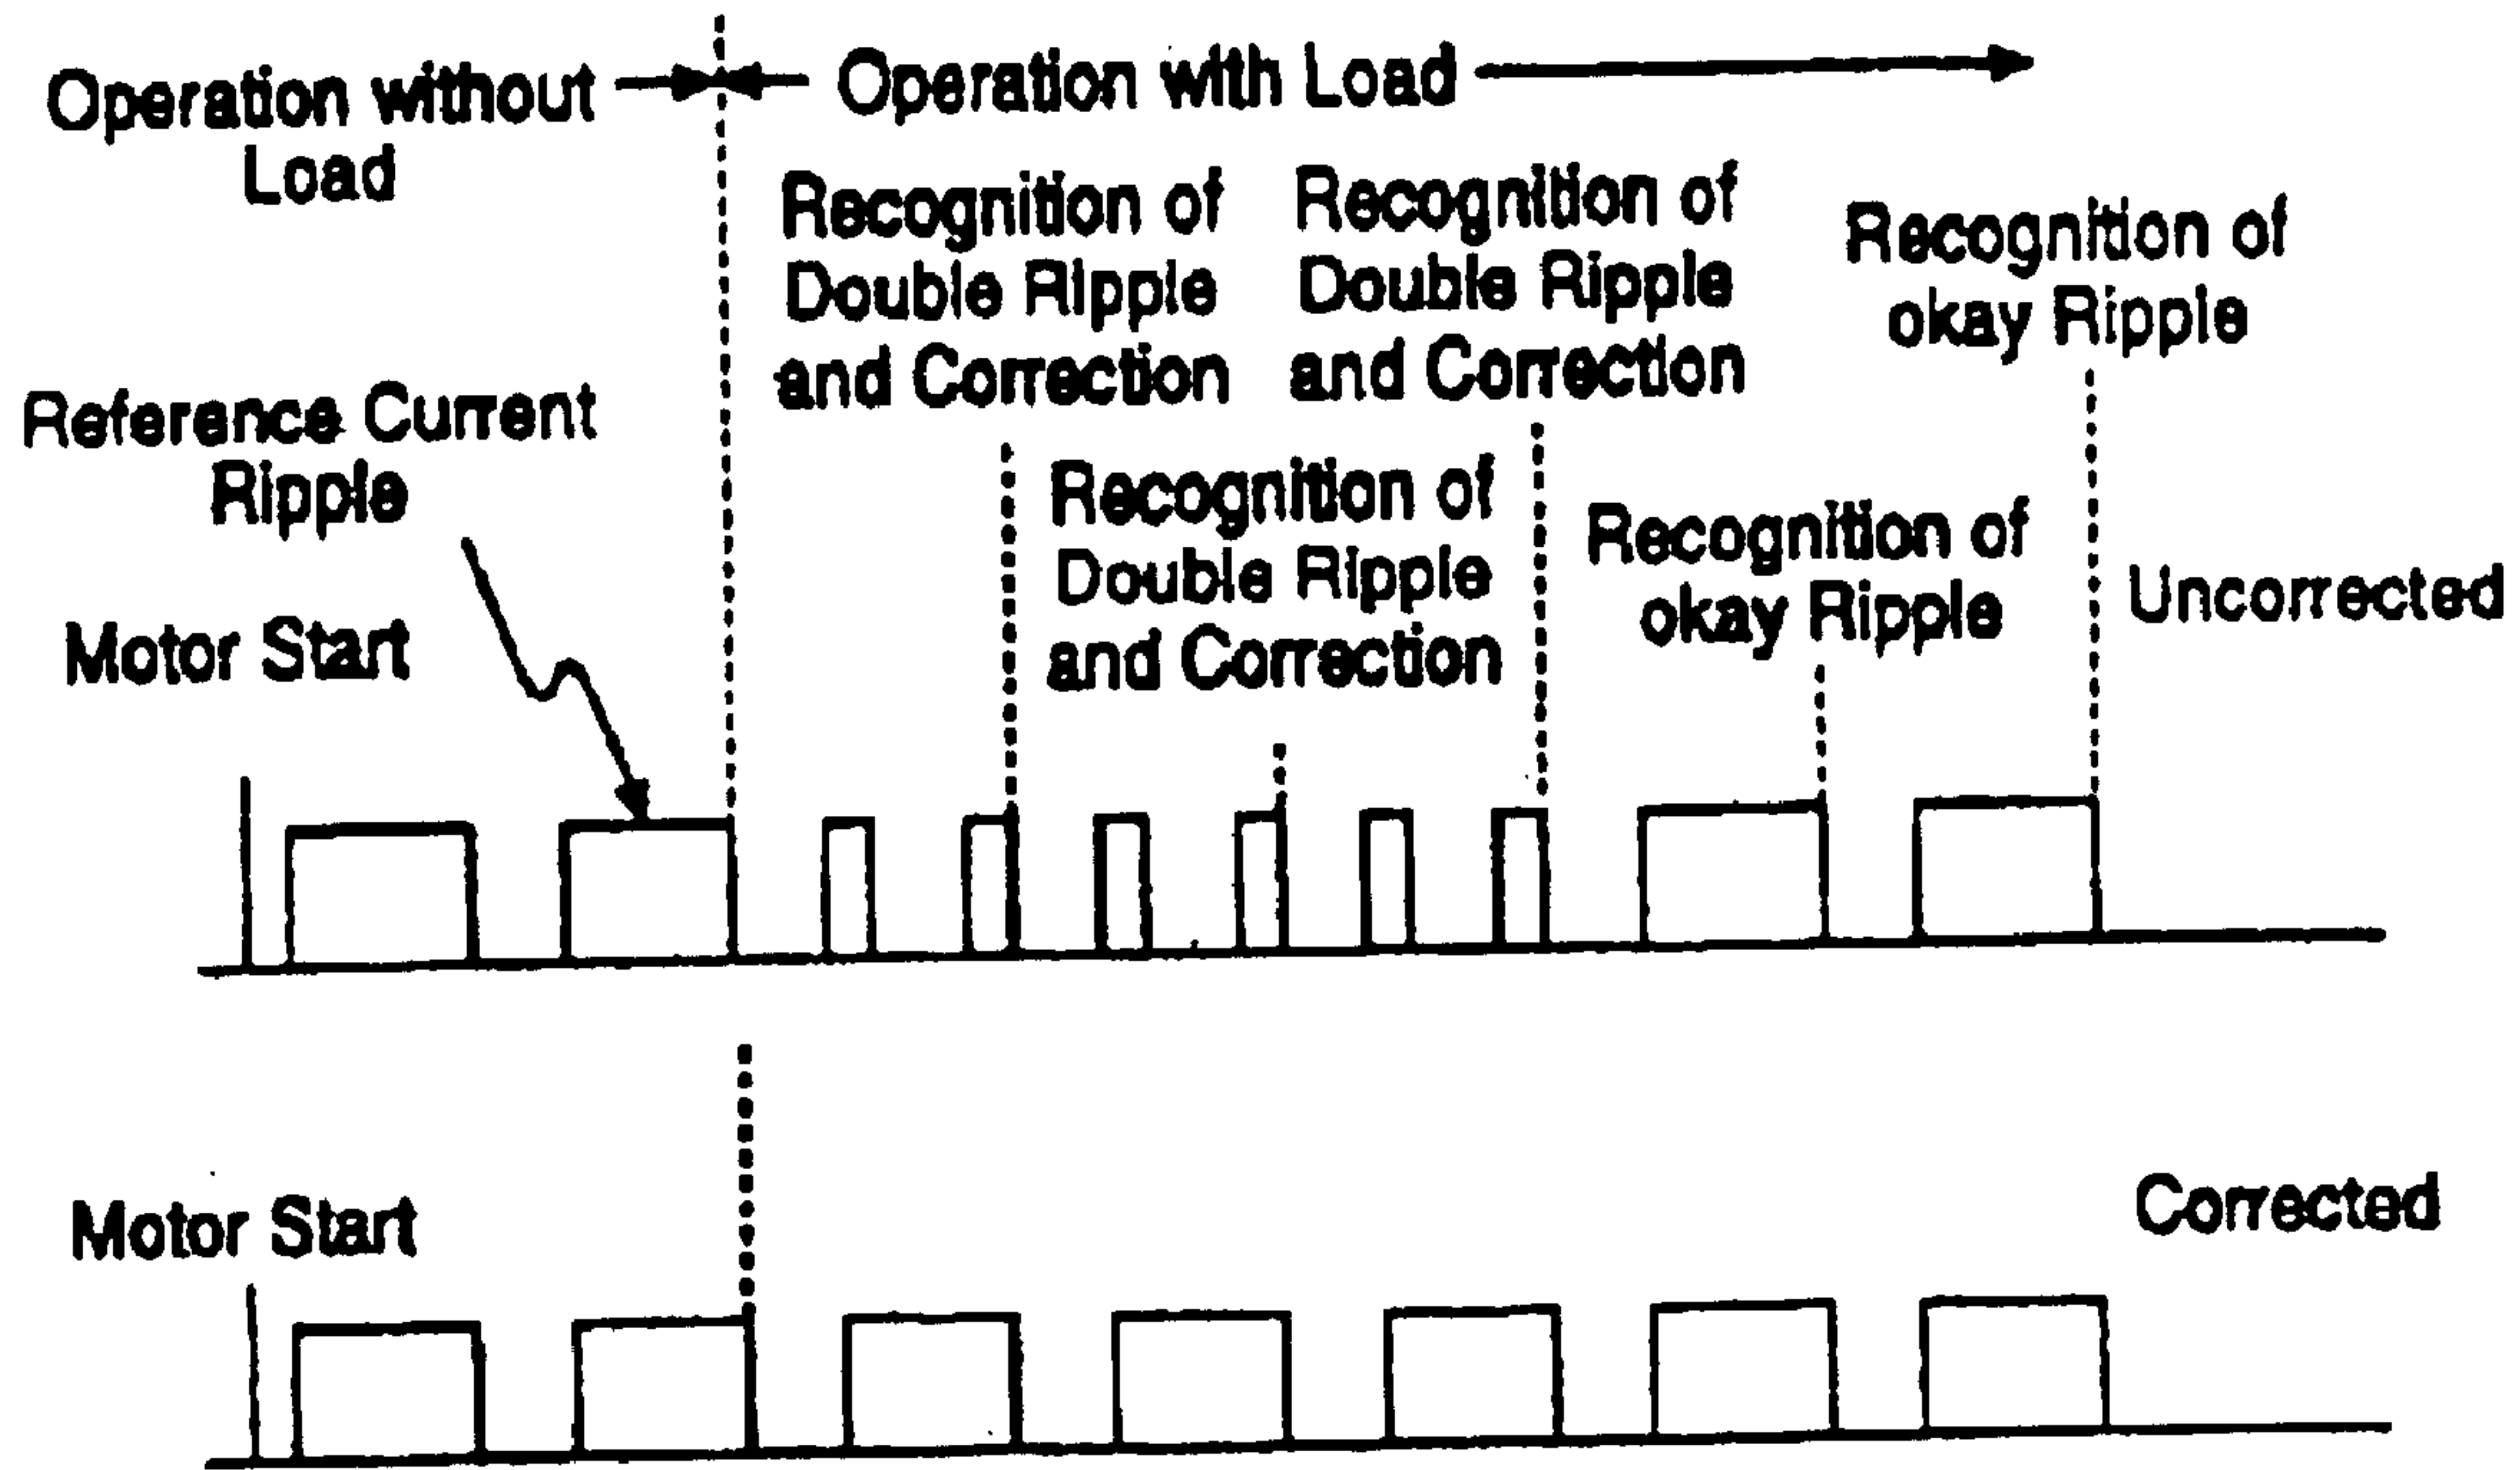 Operation without
Load
Operation with Load
Recognition of
Double Ripple
and Correction
Recognition of
Double Ripple
and Correction
Recognition of
okay Ripple
Reference Current
Ripple
Recognition of
Double Ripple
and Correction
Recognition of
okay Ripple
Uncorrected
Motor Start
Motor Start
Corrected